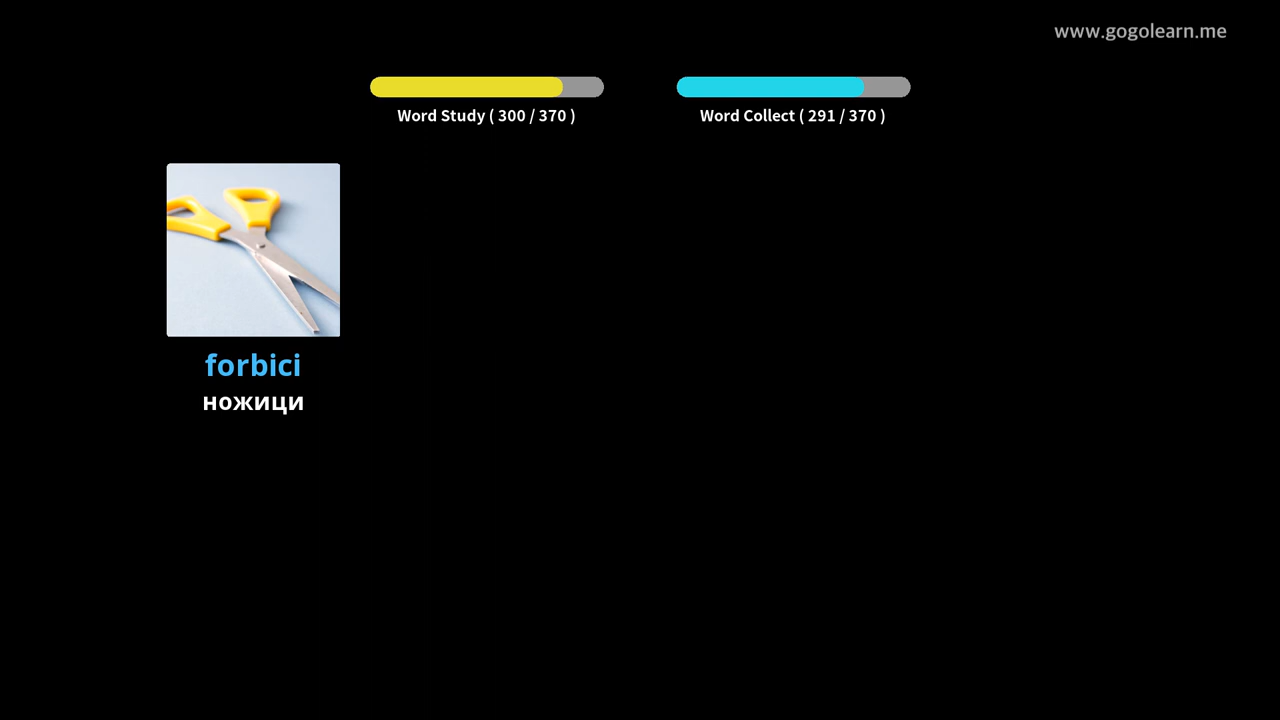 www.gogolearn.me
Word Study ( 300 / 370 )
Word Collect ( 291 / 370 )
forbici
ножици